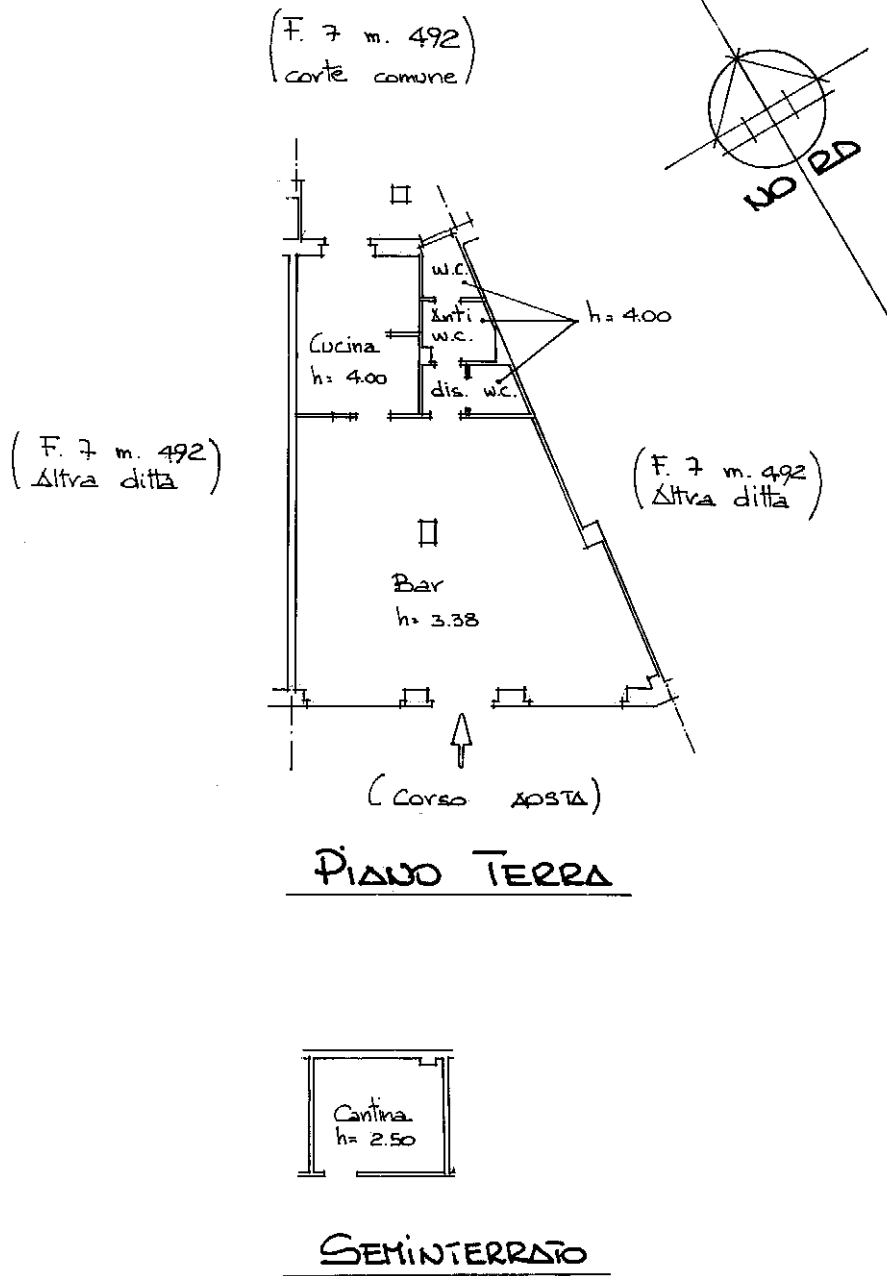 (F. 7 m. 492)
corte comune
NORD
w.c.
Anti
w.c.
h= 4.00
Cucina
h= 4.00
dis. w.c.
(F. 7 m. 492)
Altra ditta
(F. 7 m. 492)
Altra ditta
Bar
h= 3.38
(Corso AOSTA)
PIANO TERRA
Cantina
h= 2.50
SEMINTERRATO